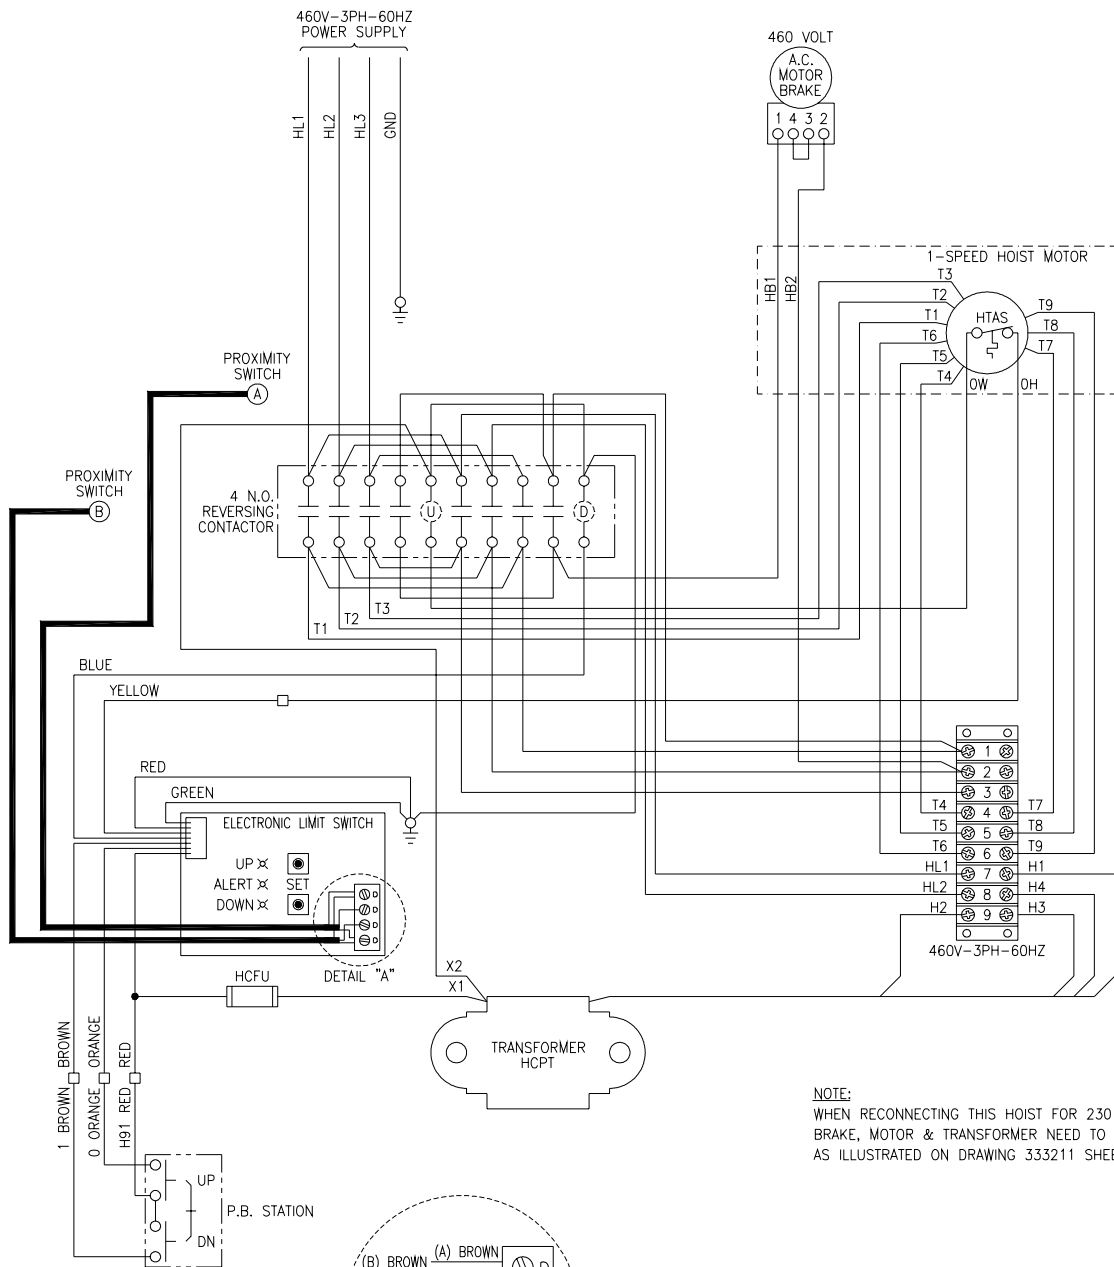 460V-3PH-60HZ
POWER SUPPLY
HL1
HL2
HL3
GND
460 VOLT
A.C.
MOTOR
BRAKE
1 4 3 2
HB1
HB2
1-SPEED HOIST MOTOR
T3
T2
T1
T6
T5
T4
HTAS
T9
T8
T7
OW
OH
PROXIMITY
SWITCH
A
PROXIMITY
SWITCH
B
4 N.O.
REVERSING
CONTACTOR
U
D
T1
T2
T3
BLUE
YELLOW
RED
GREEN
ELECTRONIC LIMIT SWITCH
UP
ALERT
SET
DOWN
D
D
D
D
DETAIL "A"
1
2
3
T4 4 T7
T5 5 T8
T6 6 T9
HL1 7 H1
HL2 8 H4
H2 9 H3
460V-3PH-60HZ
HCFU
X2
X1
TRANSFORMER
HCPT
1 BROWN BROWN
0 ORANGE ORANGE
H91 RED RED
UP
P.B. STATION
DN
NOTE:
WHEN RECONNECTING THIS HOIST FOR 230
BRAKE, MOTOR & TRANSFORMER NEED TO
AS ILLUSTRATED ON DRAWING 333211 SHEE
(B) BROWN
(A) BROWN
D